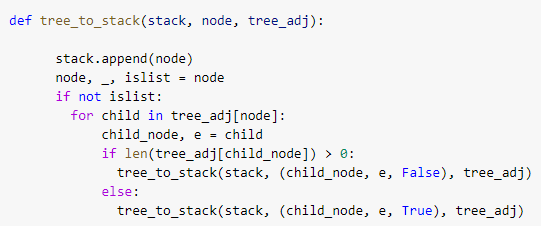 def tree_to_stack(stack, node, tree_adj):
stack.append(node)
node, _, islist = node
if not islist:
for child in tree_adj[node]:
child_node, e = child
if len(tree_adj[child_node]) > 0:
tree_to_stack(stack, (child_node, e, False), tree_adj)
else:
tree_to_stack(stack, (child_node, e, True), tree_adj)